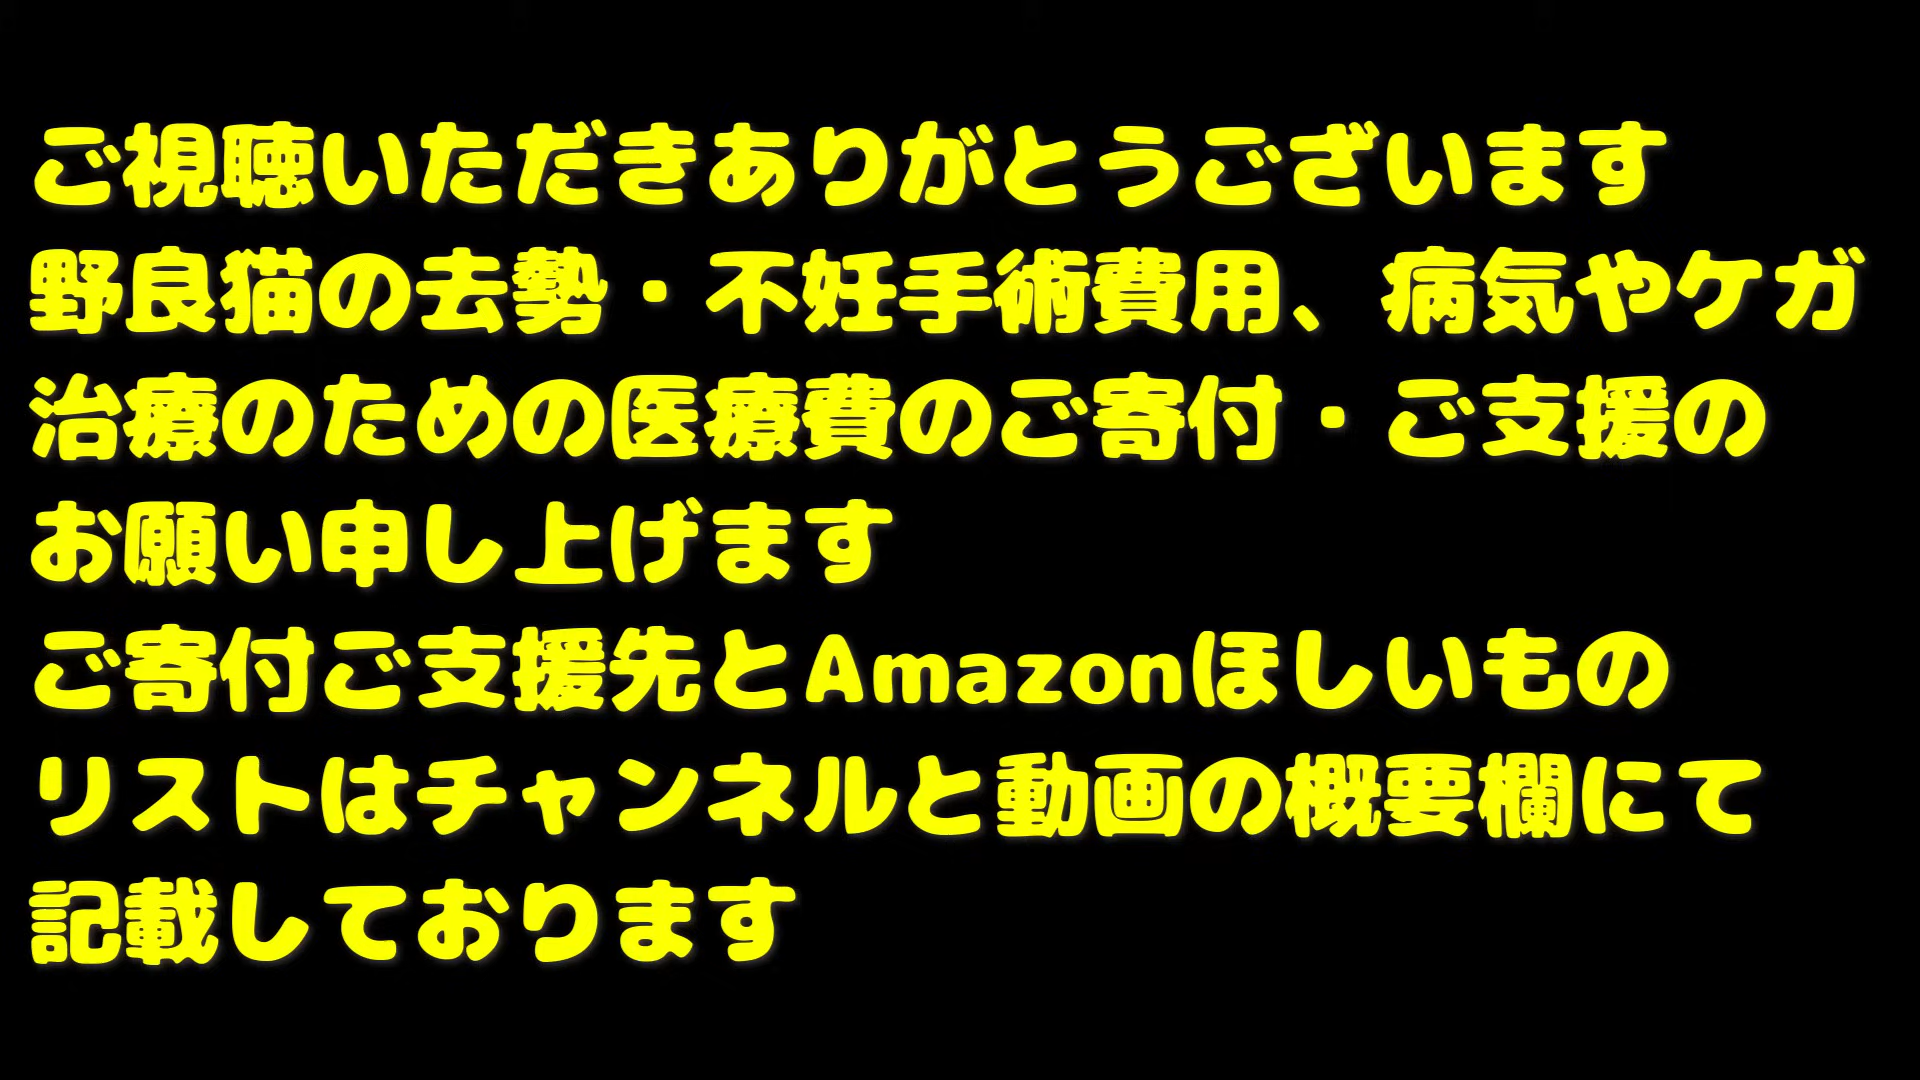 ご視聴いただきありがとうございます
野良猫の去勢・不妊手術費用、病気やケガ
治療のための医療費のご寄付・ご支援の
お願い申し上げます
ご寄付ご支援先とAmazonほしいもの
リストはチャンネルと動画の概要欄にて
記載しております